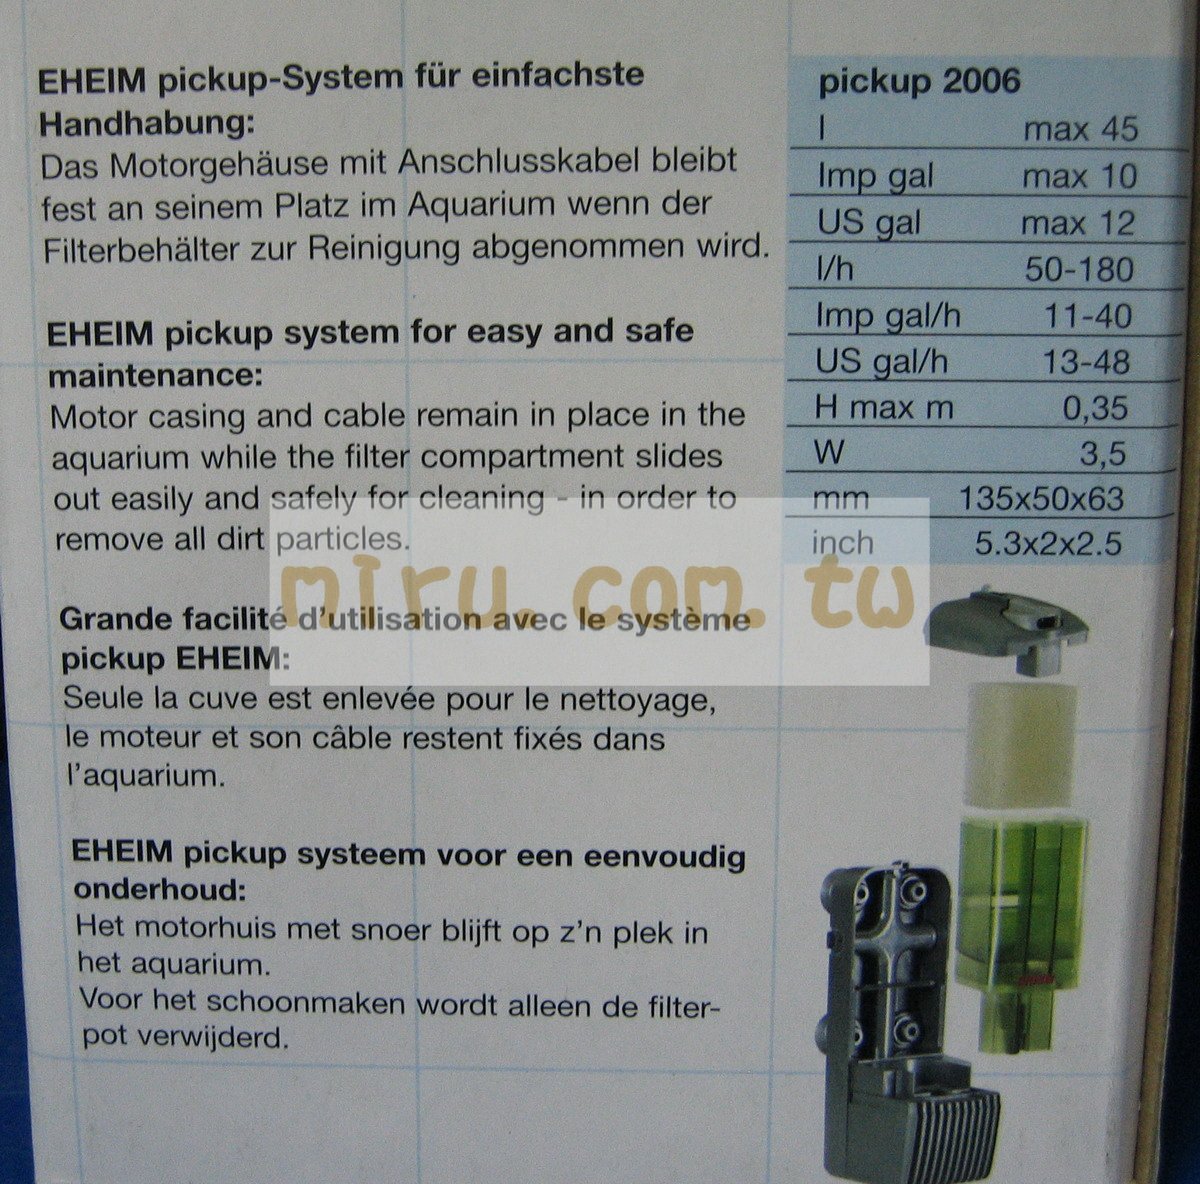 EHEIM pickup-System für einfachste
Handhabung:
Das Motorgehäuse mit Anschlusskabel bleibt
fest an seinem Platz im Aquarium wenn der
Filterbehälter zur Reinigung abgenommen wird.
EHEIM pickup system for easy and safe
maintenance:
Motor casing and cable remain in place in the
aquarium while the filter compartment slides
out easily and safely for cleaning - in order to
remove all dirt particles.
Grande facilité d'utilisation avec le système
pickup EHEIM:
Seule la cuve est enlevée pour le nettoyage,
le moteur et son câble restent fixés dans
l'aquarium.
EHEIM pickup systeem voor een eenvoudig
onderhoud:
Het motorhuis met snoer blijft op z'n plek in
het aquarium.
Voor het schoonmaken wordt alleen de filter-
pot verwijderd.
pickup 2006
l max 45
Imp gal max 10
US gal max 12
l/h 50-180
Imp gal/h 11-40
US gal/h 13-48
H max m 0,35
W 3,5
mm 135x50x63
inch 5.3x2x2.5
miru.com.tw